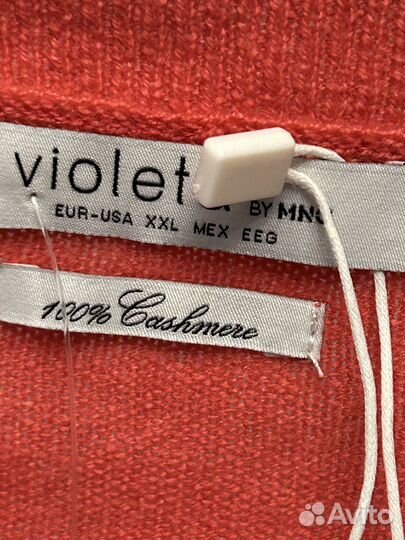 violet BY MNG
EUR-USA XXL MEX EEG
100% Cashmere
Avito